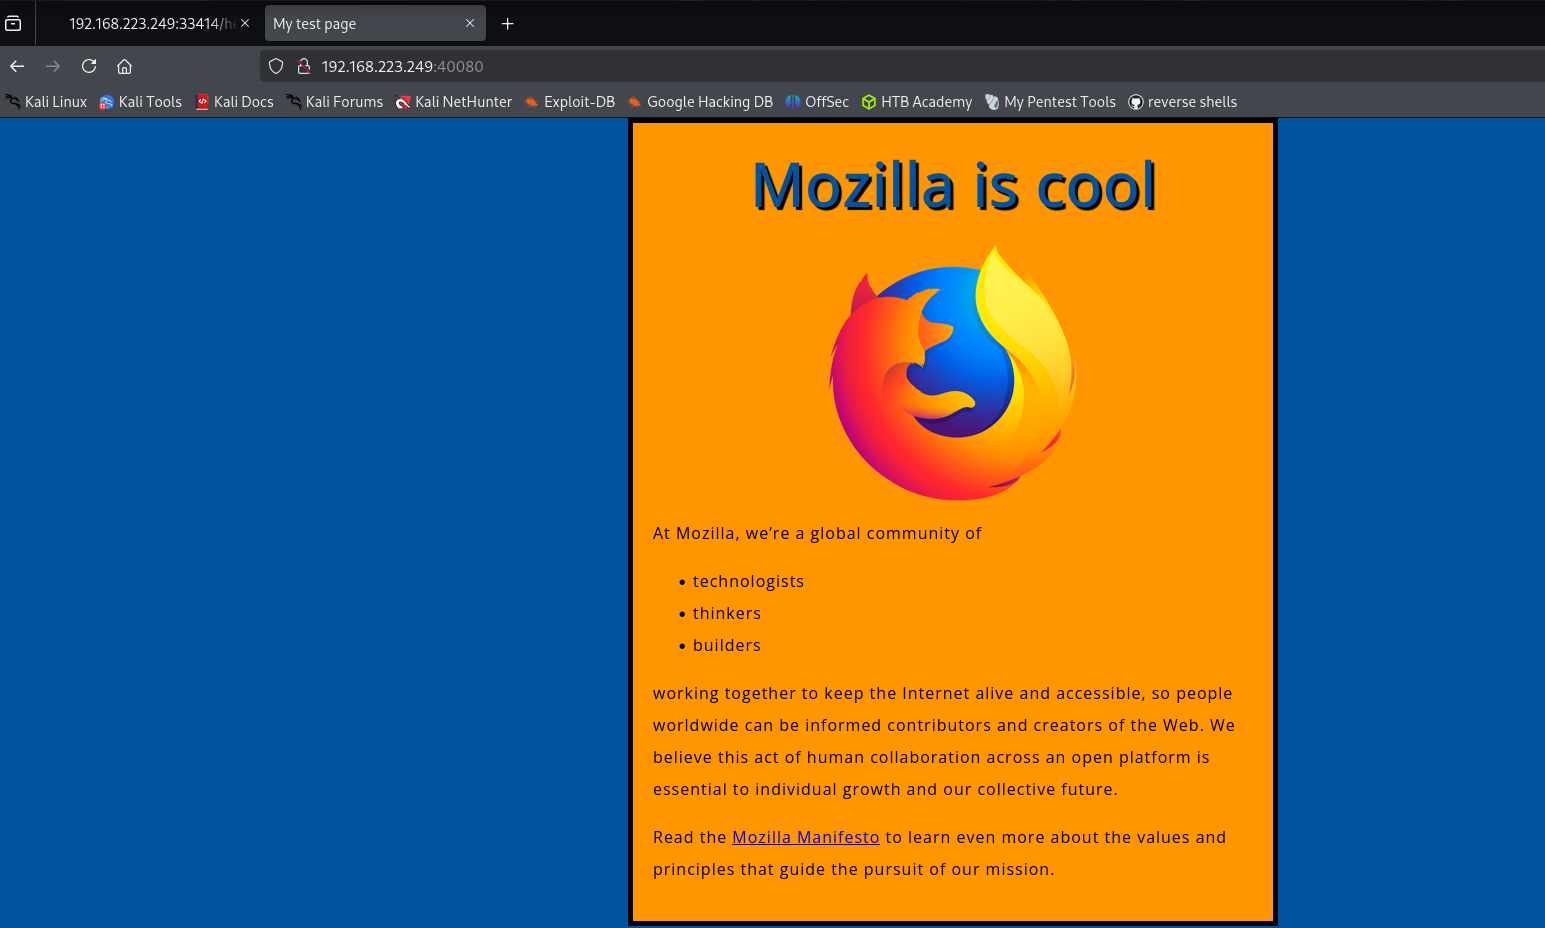 192.168.223.249:33414/he
My test page
192.168.223.249:40080
Kali Linux Kali Tools Kali Docs Kali Forums Kali NetHunter Exploit-DB Google Hacking DB OffSec HTB Academy My Pentest Tools reverse shells
Mozilla is cool
At Mozilla, we’re a global community of
• technologists
• thinkers
• builders
working together to keep the Internet alive and accessible, so people
worldwide can be informed contributors and creators of the Web. We
believe this act of human collaboration across an open platform is
essential to individual growth and our collective future.
Read the Mozilla Manifesto to learn even more about the values and
principles that guide the pursuit of our mission.